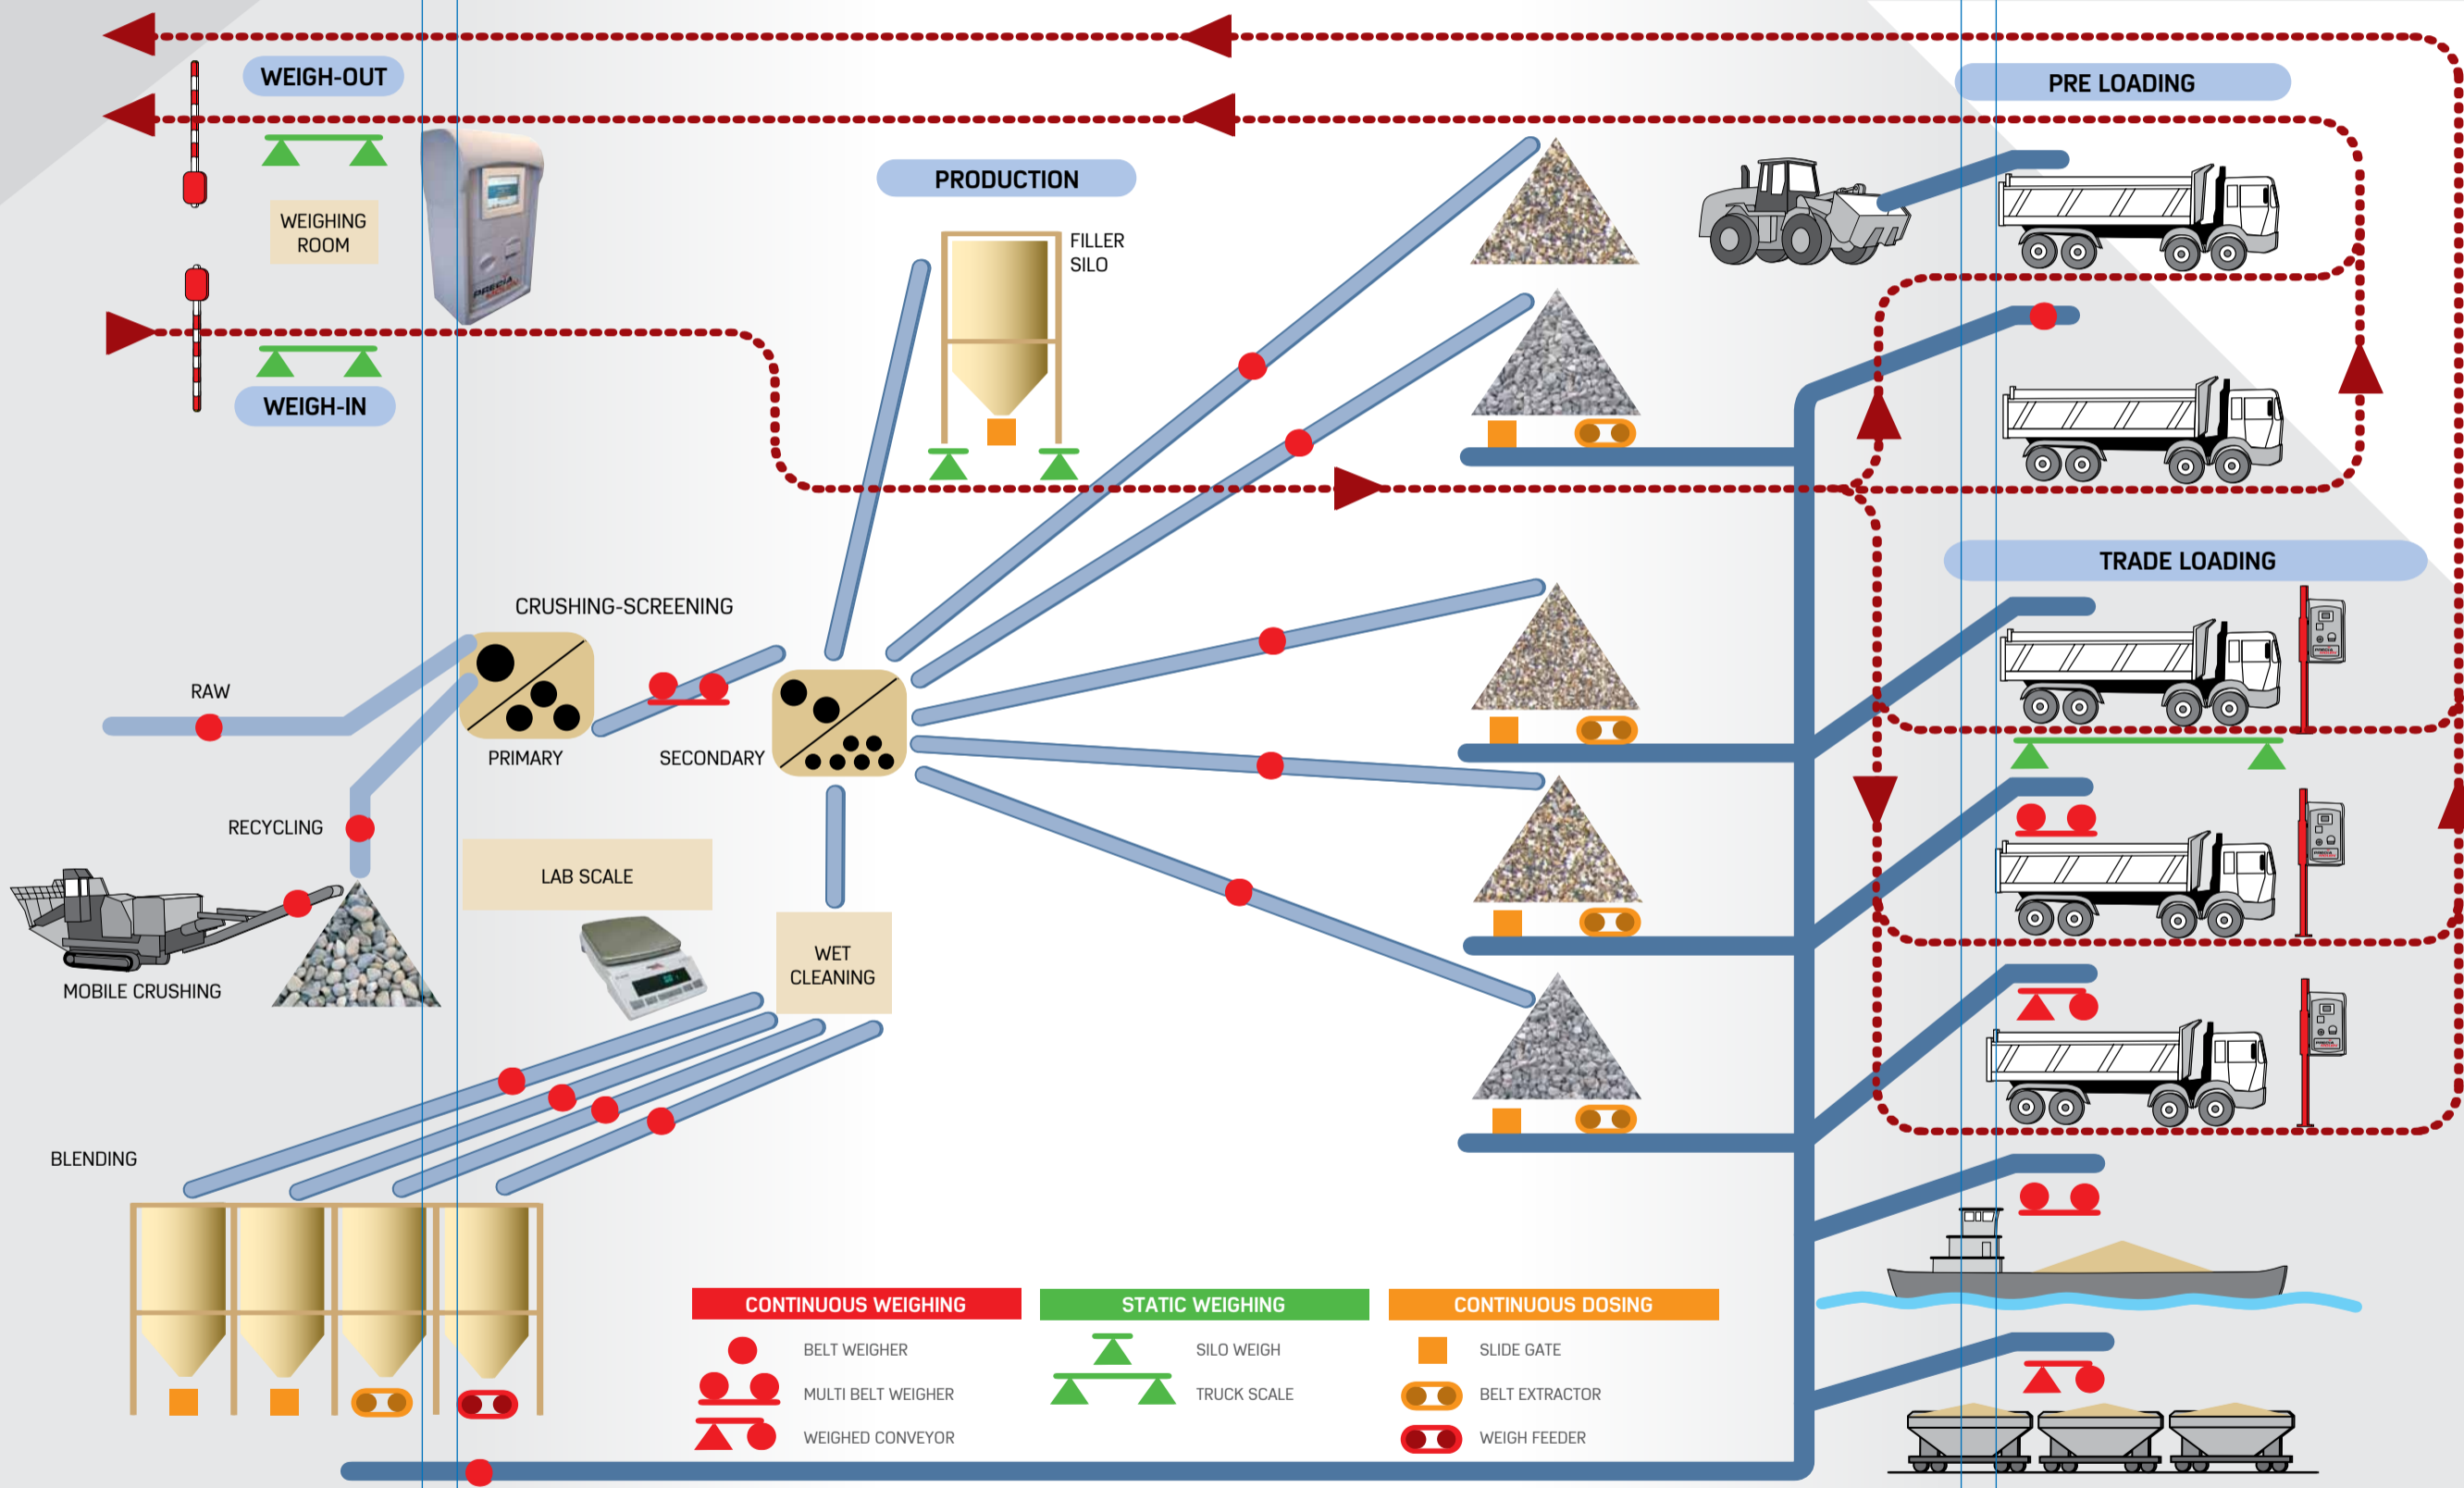 WEIGH-OUT
PRE LOADING
PRODUCTION
WEIGHING
ROOM
FILLER
SILO
PRECIA
WEIGH-IN
TRADE LOADING
CRUSHING-SCREENING
RAW
PRIMARY
SECONDARY
RECYCLING
LAB SCALE
WET
CLEANING
MOBILE CRUSHING
BLENDING
CONTINUOUS WEIGHING
BELT WEIGHER
MULTI BELT WEIGHER
WEIGHED CONVEYOR
STATIC WEIGHING
SILO WEIGH
TRUCK SCALE
CONTINUOUS DOSING
SLIDE GATE
BELT EXTRACTOR
WEIGH FEEDER